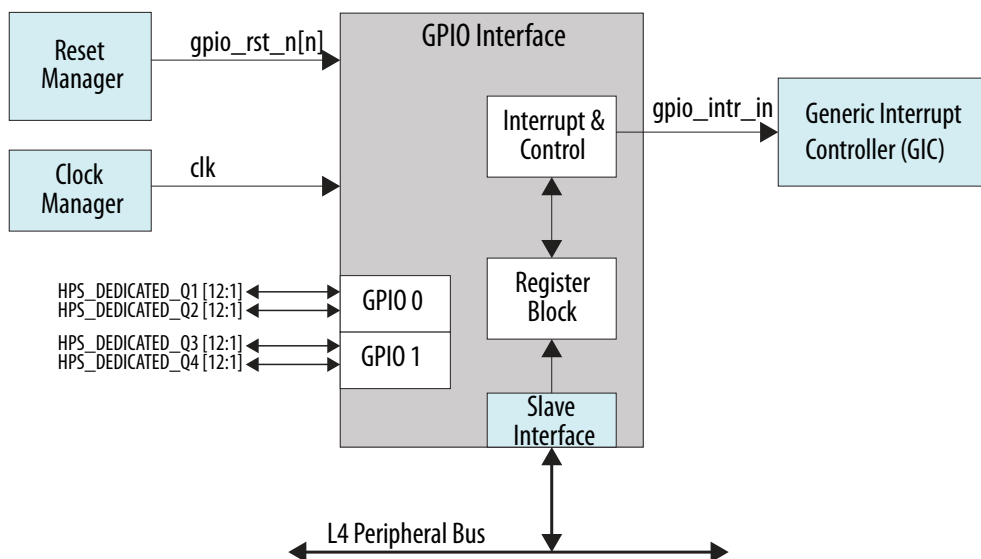 Reset
Manager
gpio_rst_n[n]
GPIO Interface
Interrupt &
Control
gpio_intr_in
Generic Interrupt
Controller (GIC)
Clock
Manager
clk
HPS_DEDICATED_Q1 [12:1]
HPS_DEDICATED_Q2 [12:1]
GPIO 0
Register
Block
HPS_DEDICATED_Q3 [12:1]
HPS_DEDICATED_Q4 [12:1]
GPIO 1
Slave
Interface
L4 Peripheral Bus